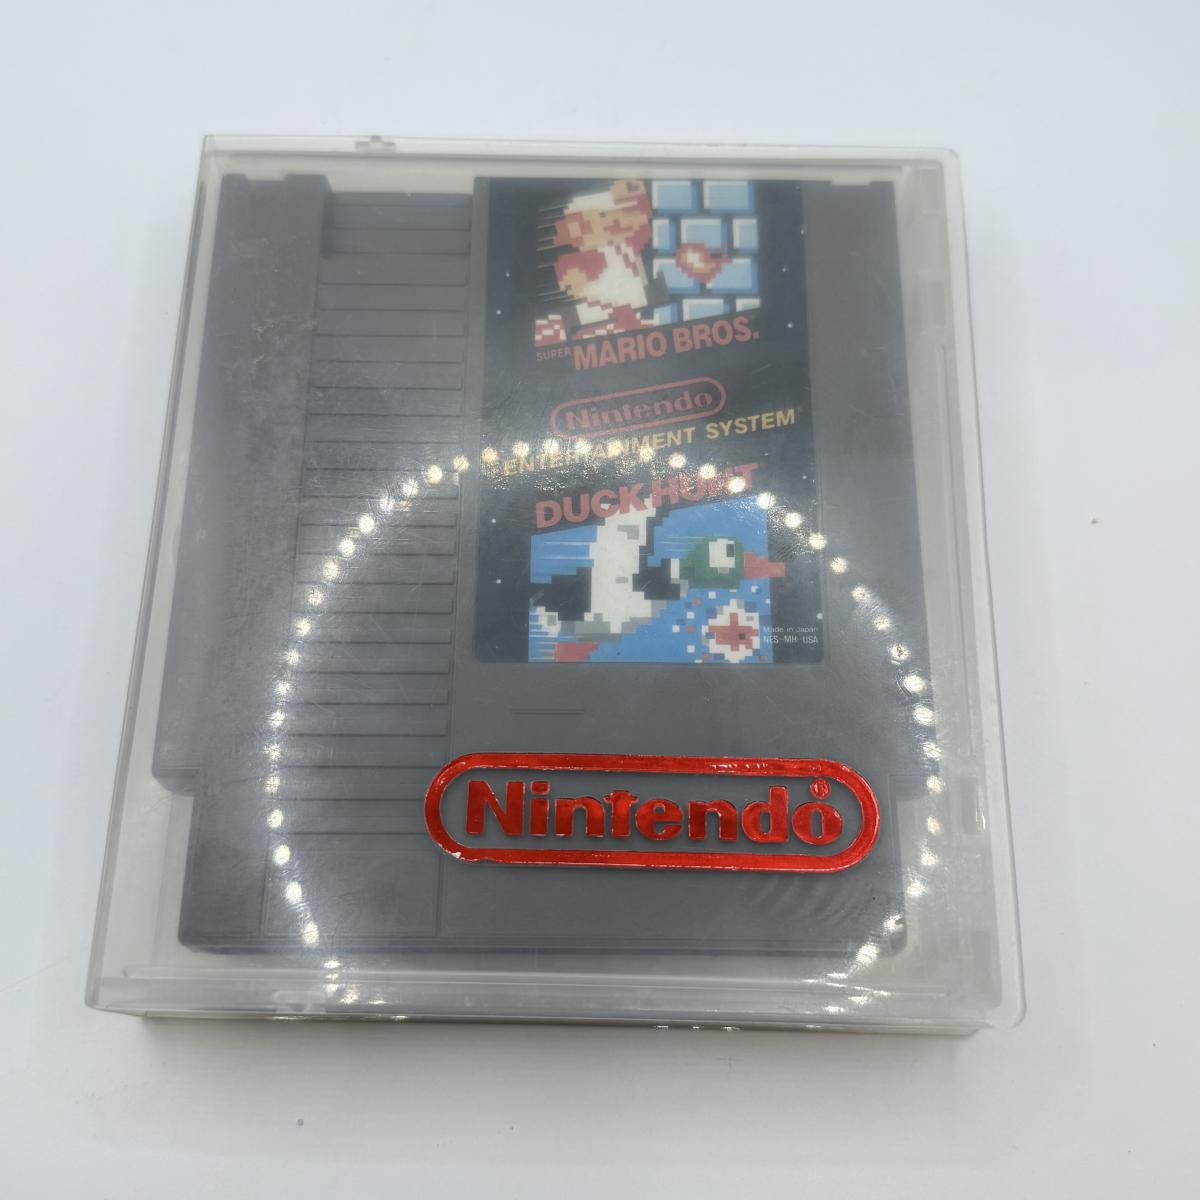 SUPER MARIO BROS.
Nintendo
ENTERTAINMENT SYSTEM
DUCK HUNT
Made in Japan
NES-MH-USA
Nintendo®